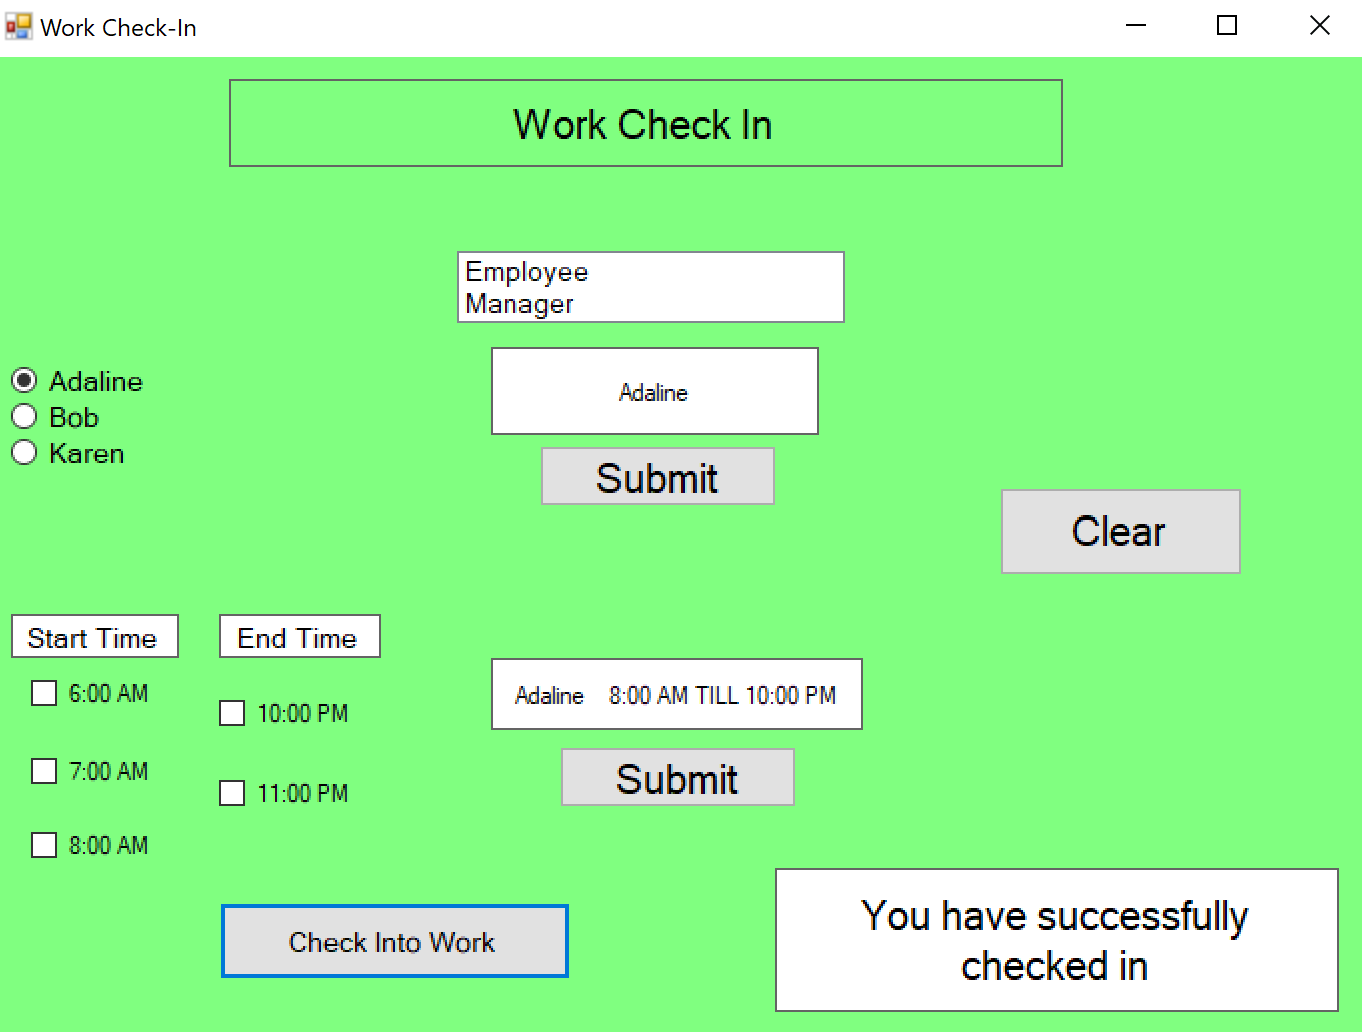 Work Check-In
Work Check In
Employee
Manager
Adaline
Bob
Karen
Adaline
Submit
Clear
Start Time
End Time
6:00 AM
7:00 AM
8:00 AM
10:00 PM
11:00 PM
Adaline 8:00 AM TILL 10:00 PM
Submit
Check Into Work
You have successfully
checked in